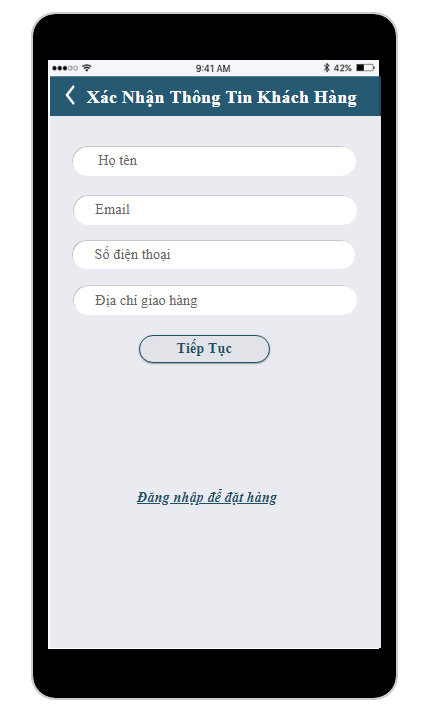 9:41 AM 42%
Xác Nhận Thông Tin Khách Hàng
Họ tên
Email
Số điện thoại
Địa chỉ giao hàng
Tiếp Tục
Đăng nhập để đặt hàng